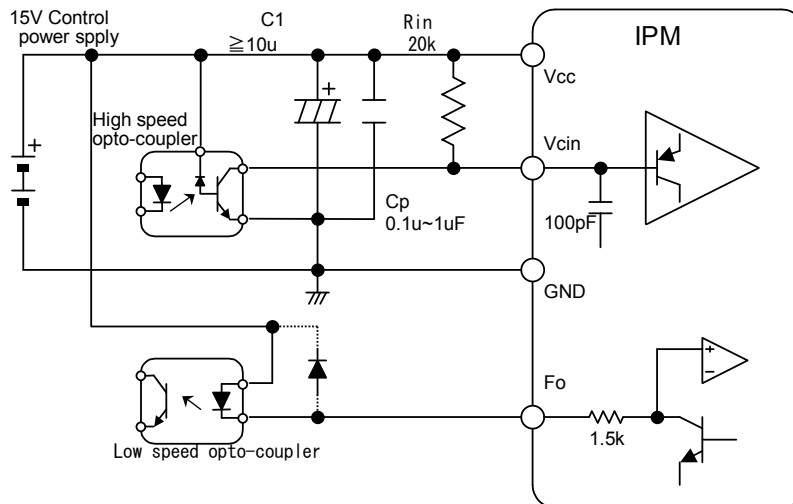 15V Control
power spply
C1
≧10u
Rin
20k
IPM
Vcc
High speed
opto-coupler
+
+
Vcin
Cp
0.1u~1uF
100pF
GND
Fo
+
−
1.5k
Low speed opto-coupler